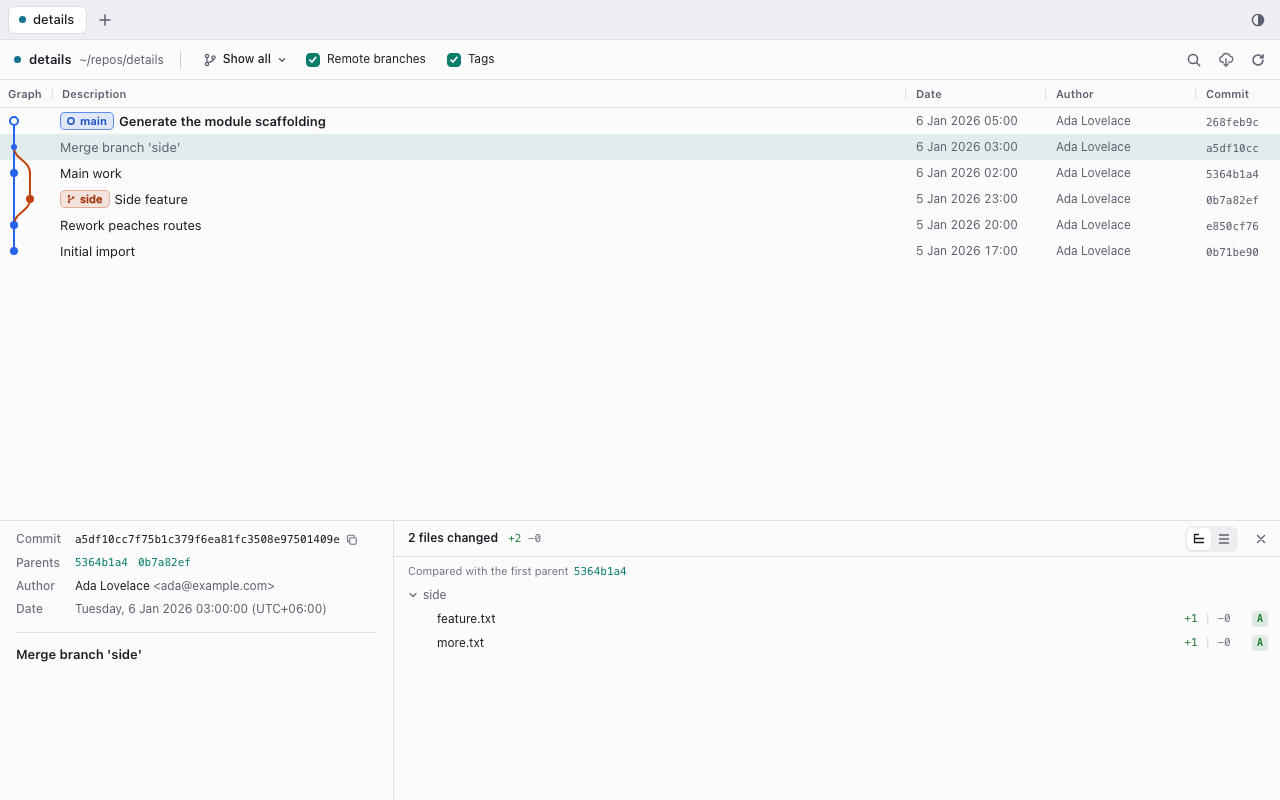 details
details ~/repos/details Show all Remote branches Tags
Graph Description Date Author Commit
main Generate the module scaffolding 6 Jan 2026 05:00 Ada Lovelace 268feb9c
Merge branch 'side' 6 Jan 2026 03:00 Ada Lovelace a5df10cc
Main work 6 Jan 2026 02:00 Ada Lovelace 5364b1a4
side Side feature 5 Jan 2026 23:00 Ada Lovelace 0b7a82ef
Rework peaches routes 5 Jan 2026 20:00 Ada Lovelace e850cf76
Initial import 5 Jan 2026 17:00 Ada Lovelace 0b71be90
Commit a5df10cc7f75b1c379f6ea81fc3508e97501409e
Parents 5364b1a4 0b7a82ef
Author Ada Lovelace <ada@example.com>
Date Tuesday, 6 Jan 2026 03:00:00 (UTC+06:00)
Merge branch 'side'
2 files changed +2 −0
Compared with the first parent 5364b1a4
side
feature.txt +1 | −0 A
more.txt +1 | −0 A